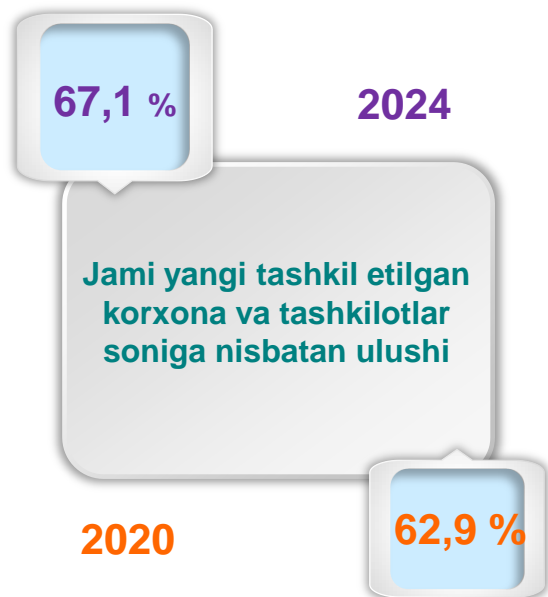 67,1 %
2024
Jami yangi tashkil etilgan
korxona va tashkilotlar
soniga nisbatan ulushi
2020
62,9 %